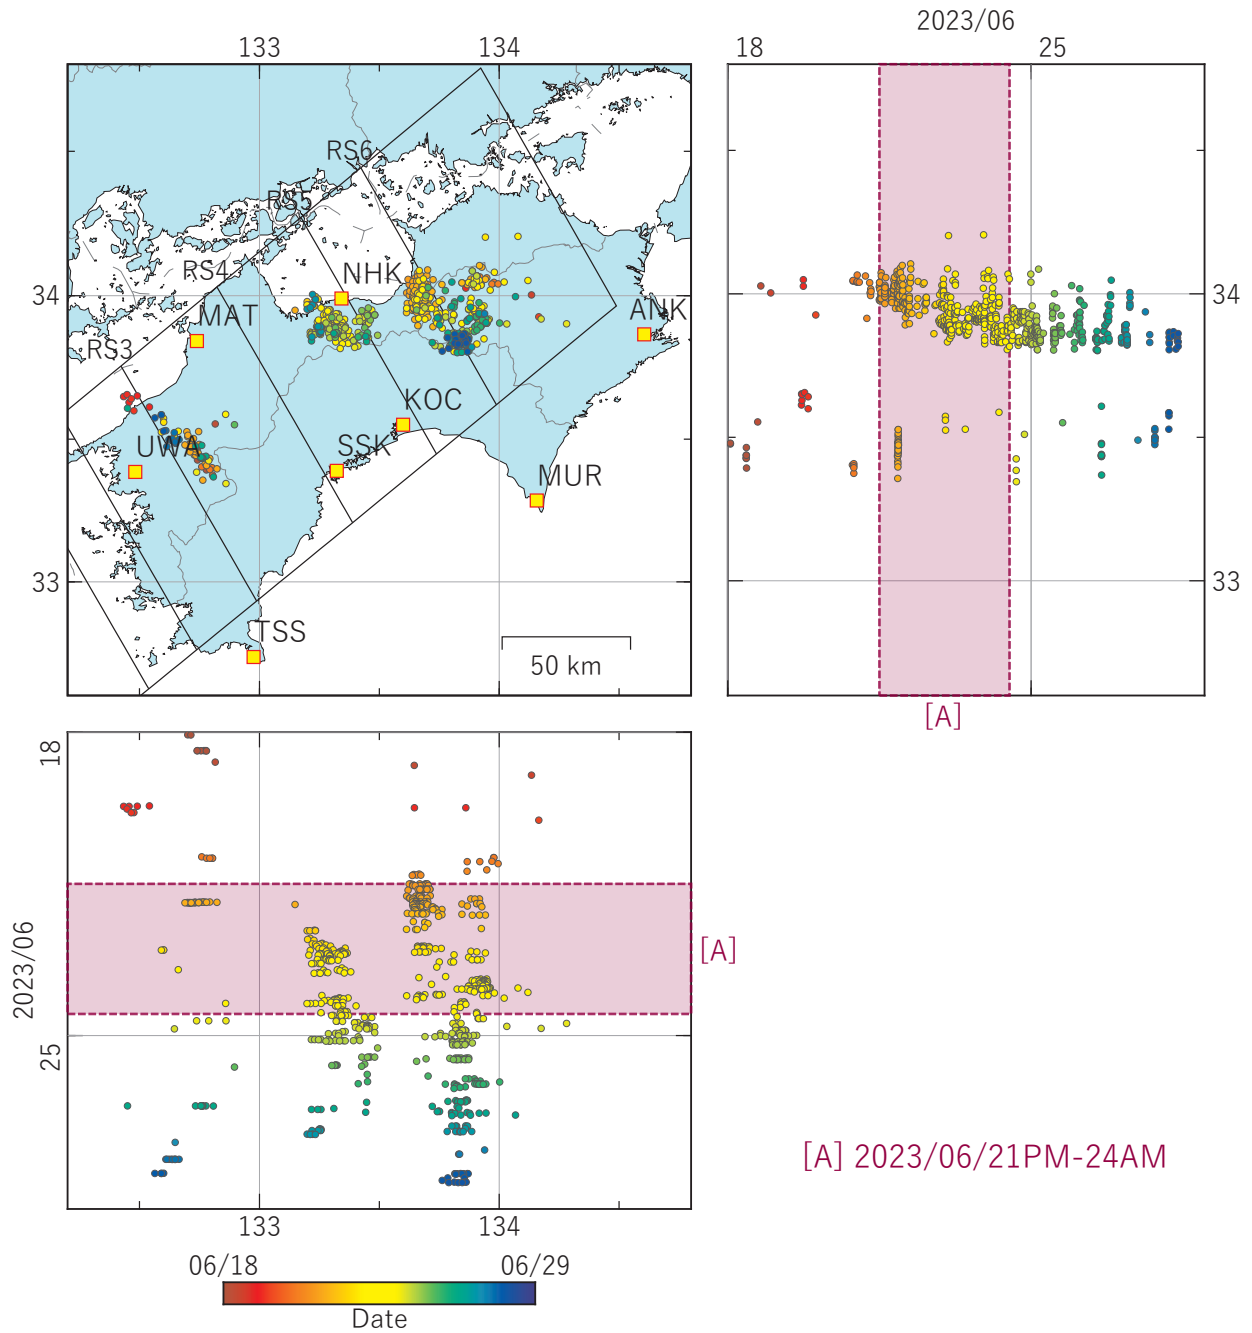 2023/06
133
134
18
25
RS6
RS5
RS4
NHK
34
34
MAT
ANK
RS3
KOC
UWA
SSK
MUR
33
33
TSS
50 km
[A]
18
2023/06
[A]
25
[A] 2023/06/21PM-24AM
133
134
06/18
06/29
Date